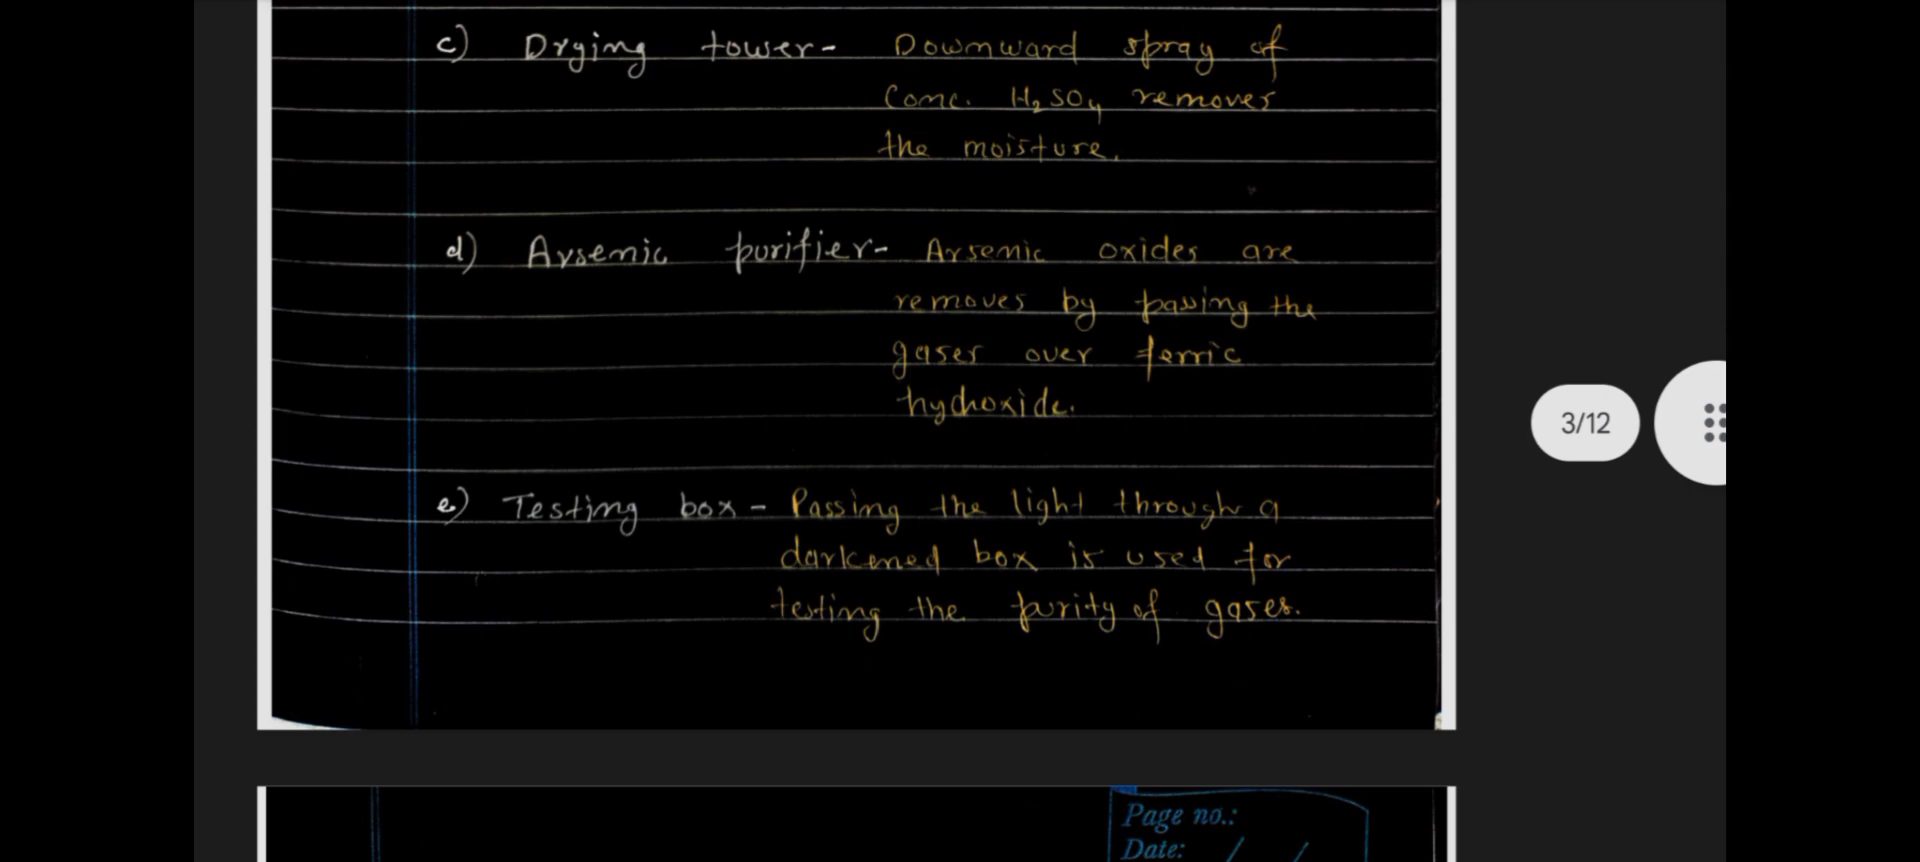 c) Drying tower- Downward spray of
Conc. H₂SO₄ removes
the moisture.
d) Arsenic purifier- Arsenic oxides are
removes by passing the
gases over ferric
hydroxide.
e) Testing box - Passing the light through a
darkened box is used for
testing the purity of gases.
3/12
Page no.:
Date: / /